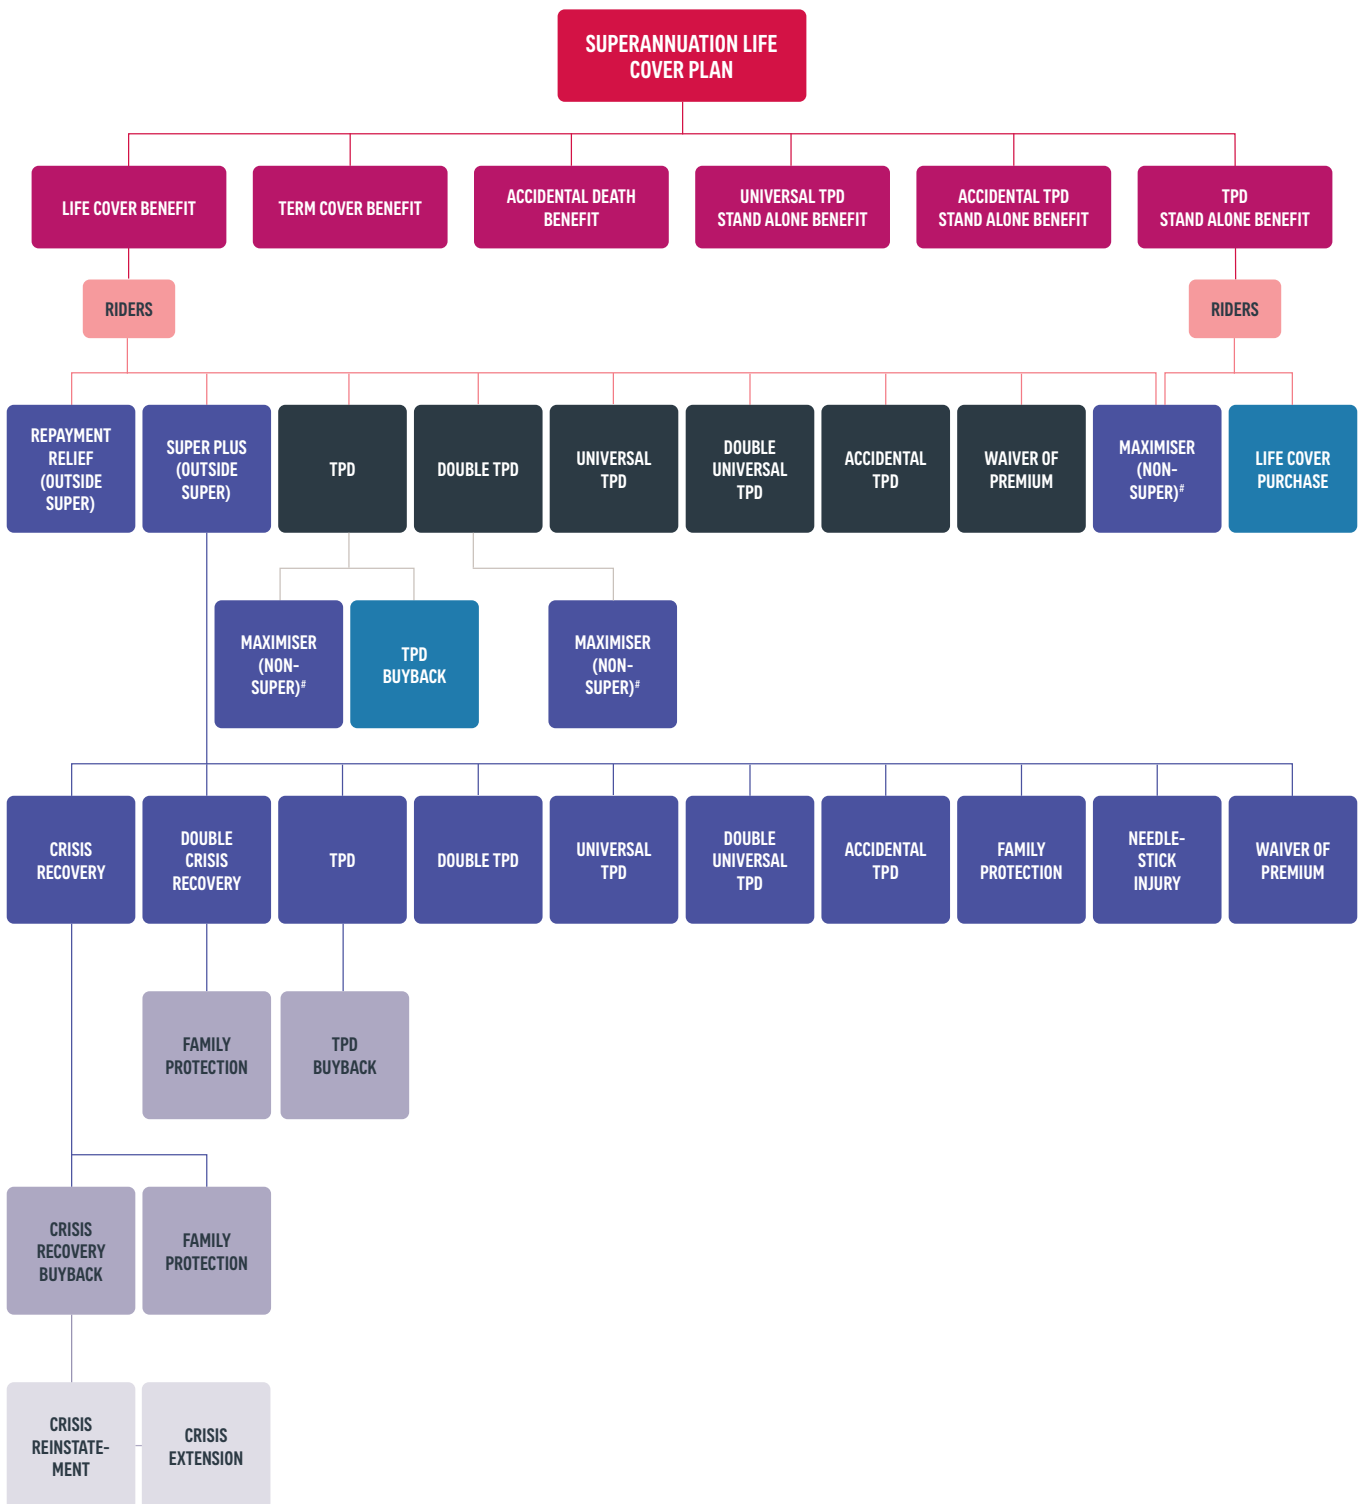 SUPERANNUATION LIFE
COVER PLAN
LIFE COVER BENEFIT
TERM COVER BENEFIT
ACCIDENTAL DEATH
BENEFIT
UNIVERSAL TPD
STAND ALONE BENEFIT
ACCIDENTAL TPD
STAND ALONE BENEFIT
TPD
STAND ALONE BENEFIT
RIDERS
RIDERS
REPAYMENT
RELIEF
(OUTSIDE
SUPER)
SUPER PLUS
(OUTSIDE
SUPER)
TPD
DOUBLE TPD
UNIVERSAL
TPD
DOUBLE
UNIVERSAL
TPD
ACCIDENTAL
TPD
WAIVER OF
PREMIUM
MAXIMISER
(NON-
SUPER)#
LIFE COVER
PURCHASE
MAXIMISER
(NON-
SUPER)#
TPD
BUYBACK
MAXIMISER
(NON-
SUPER)#
CRISIS
RECOVERY
DOUBLE
CRISIS
RECOVERY
TPD
DOUBLE TPD
UNIVERSAL
TPD
DOUBLE
UNIVERSAL
TPD
ACCIDENTAL
TPD
FAMILY
PROTECTION
NEEDLE-
STICK
INJURY
WAIVER OF
PREMIUM
FAMILY
PROTECTION
TPD
BUYBACK
CRISIS
RECOVERY
BUYBACK
FAMILY
PROTECTION
CRISIS
REINSTATE-
MENT
CRISIS
EXTENSION